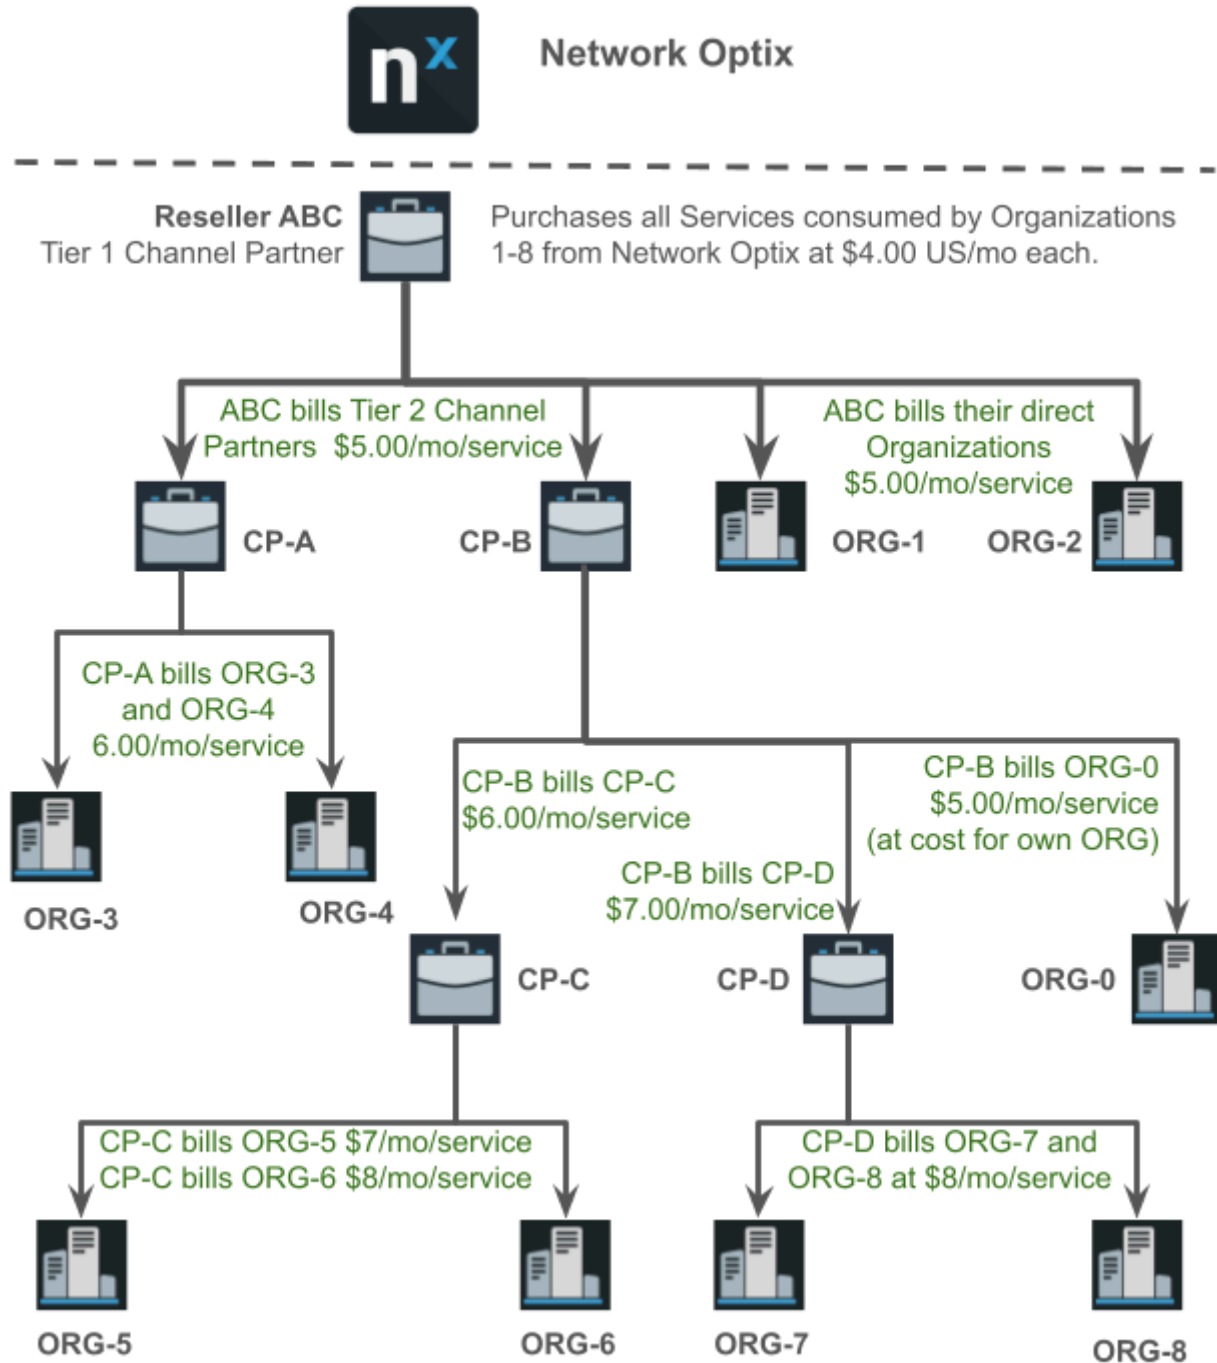 nx
Network Optix
Reseller ABC
Tier 1 Channel Partner
Purchases all Services consumed by Organizations
1-8 from Network Optix at $4.00 US/mo each.
ABC bills Tier 2 Channel
Partners $5.00/mo/service
ABC bills their direct
Organizations
$5.00/mo/service
CP-A
CP-B
ORG-1
ORG-2
CP-A bills ORG-3
and ORG-4
6.00/mo/service
CP-B bills CP-C
$6.00/mo/service
CP-B bills ORG-0
$5.00/mo/service
(at cost for own ORG)
CP-B bills CP-D
$7.00/mo/service
ORG-3
ORG-4
CP-C
CP-D
ORG-0
CP-C bills ORG-5 $7/mo/service
CP-C bills ORG-6 $8/mo/service
CP-D bills ORG-7 and
ORG-8 at $8/mo/service
ORG-5
ORG-6
ORG-7
ORG-8